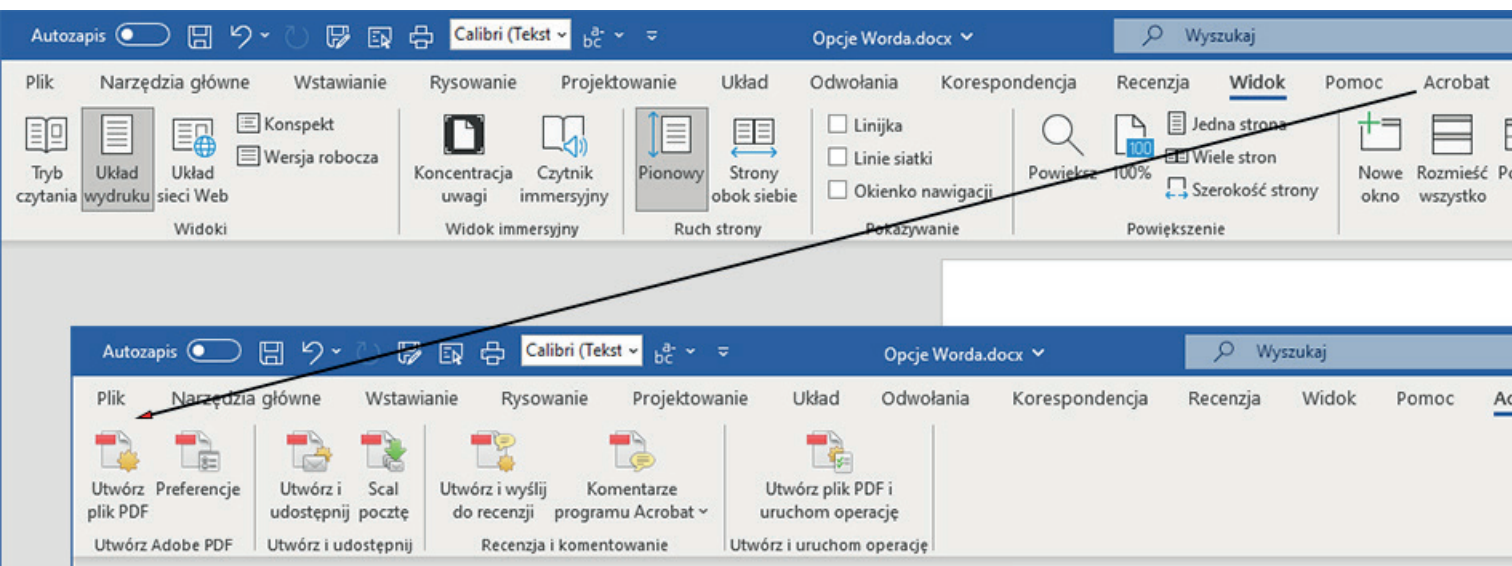 Autozapis Calibri (Tekst Opcje Worda.docx Wyszukaj
Plik Narzędzia główne Wstawianie Rysowanie Projektowanie Układ Odwołania Korespondencja Recenzja Widok Pomoc Acrobat
Tryb
czytania
Układ
wydruku
Układ
sieci Web
Konspekt
Wersja robocza
Widoki
Koncentracja
uwagi
Czytnik
immersyjny
Widok immersyjny
Pionowy
Strony
obok siebie
Ruch strony
Linijka
Linie siatki
Okienko nawigacji
Pokazywanie
Powiększ
100
100%
Jedna strona
Wiele stron
Szerokość strony
Powiększenie
Nowe
okno
Rozmieść
wszystko
Autozapis Calibri (Tekst Opcje Worda.docx Wyszukaj
Plik Narzędzia główne Wstawianie Rysowanie Projektowanie Układ Odwołania Korespondencja Recenzja Widok Pomoc
Utwórz
plik PDF
Preferencje
Utwórz Adobe PDF
Utwórz i
udostępnij
Scal
pocztę
Utwórz i udostępnij
Utwórz i wyślij
do recenzji
Komentarze
programu Acrobat
Recenzja i komentowanie
Utwórz plik PDF i
uruchom operację
Utwórz i uruchom operację